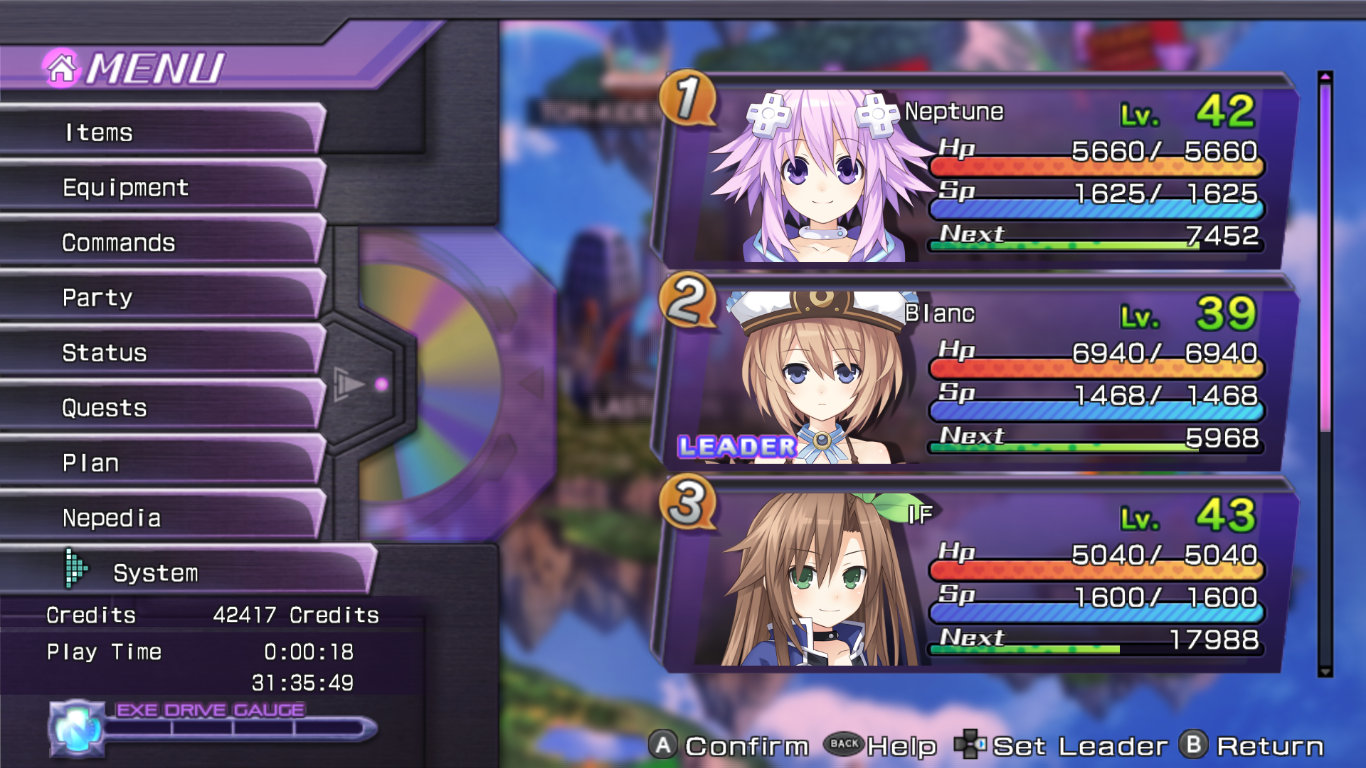 MENU
Items
Equipment
Commands
Party
Status
Quests
Plan
Nepedia
System
Credits 42417 Credits
Play Time 0:00:18
31:35:49
EXE DRIVE GAUGE
1
Neptune Lv. 42
Hp 5660/ 5660
Sp 1625/ 1625
Next 7452
2
Blanc Lv. 39
Hp 6940/ 6940
Sp 1468/ 1468
LEADER
Next 5968
3
IF Lv. 43
Hp 5040/ 5040
Sp 1600/ 1600
Next 17988
A Confirm BACK Help Set Leader B Return